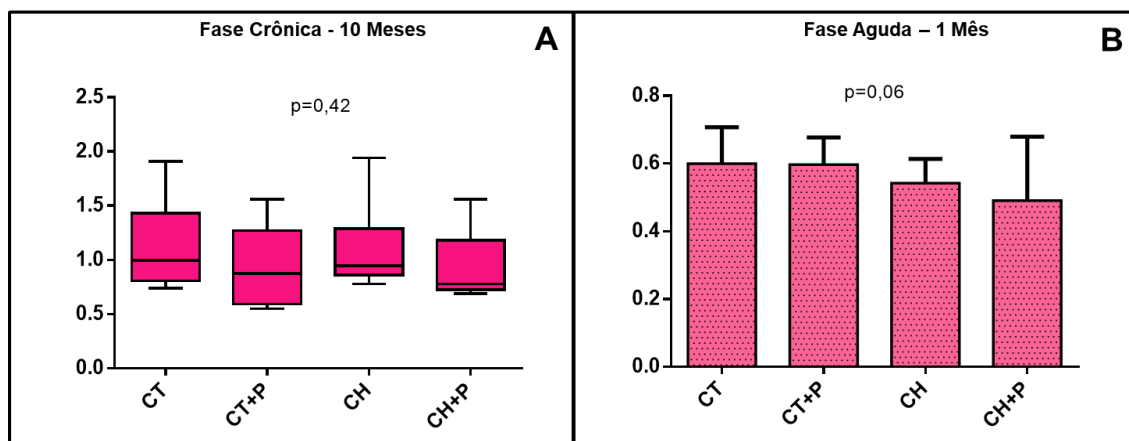 Fase Crônica - 10 Meses
A
p=0,42
2.5
2.0
1.5
1.0
0.5
0.0
CT
CT+P
CH
CH+P
Fase Aguda – 1 Mês
B
p=0,06
0.8
0.6
0.4
0.2
0.0
CT
CT+P
CH
CH+P